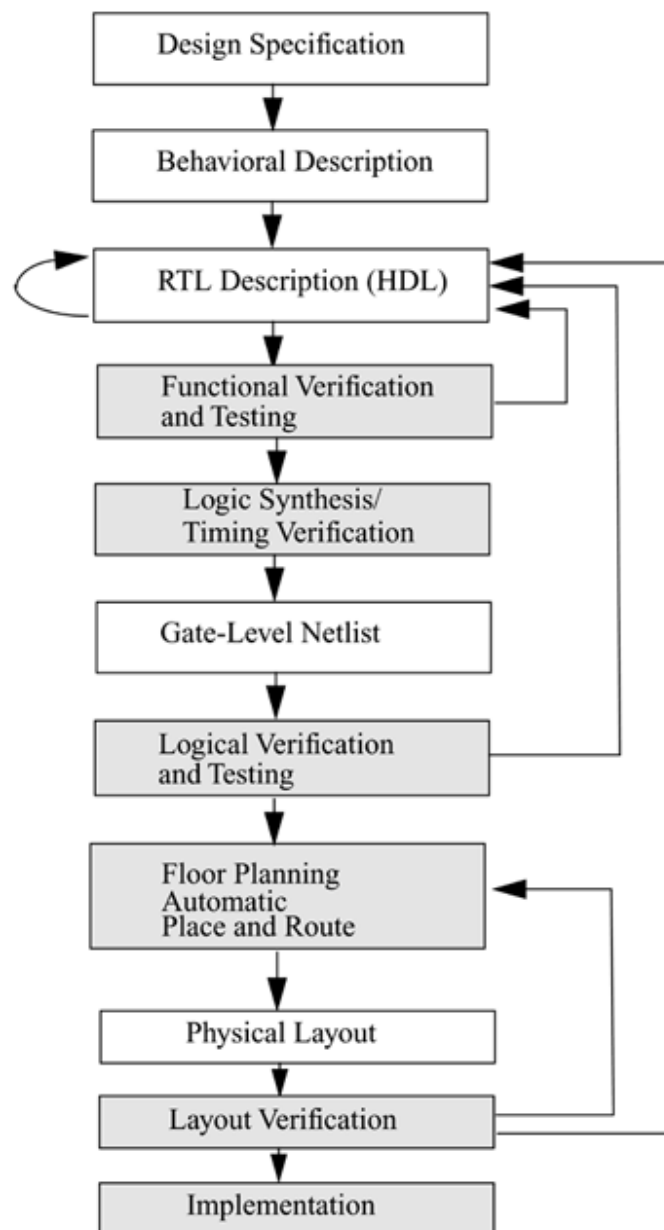 Design Specification
Behavioral Description
RTL Description (HDL)
Functional Verification
and Testing
Logic Synthesis/
Timing Verification
Gate-Level Netlist
Logical Verification
and Testing
Floor Planning
Automatic
Place and Route
Physical Layout
Layout Verification
Implementation